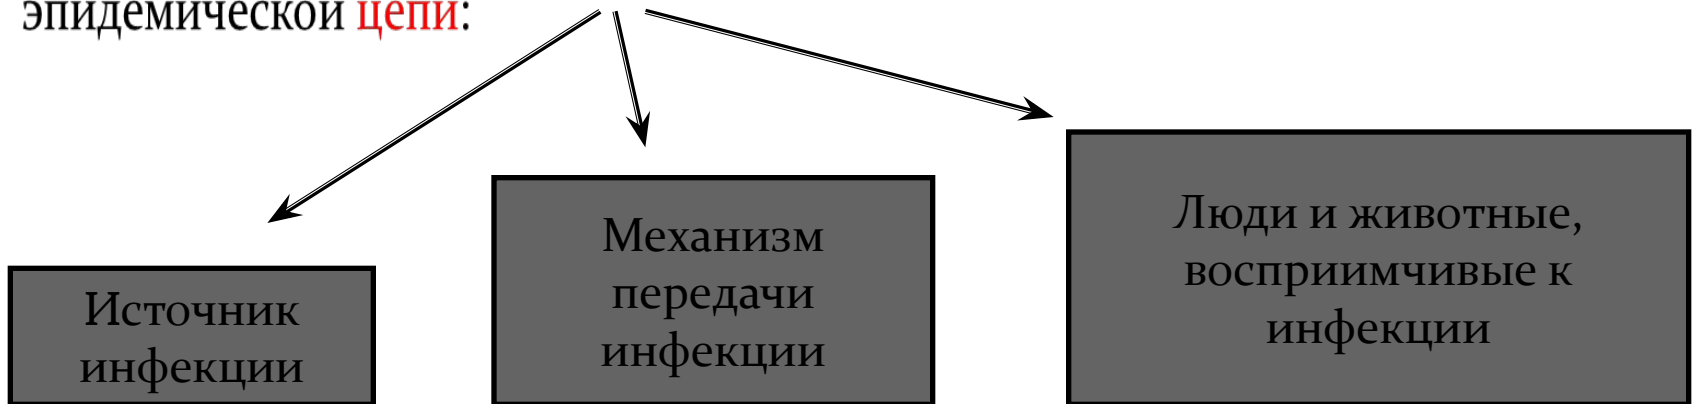 эпидемической цепи:
Источник
инфекции
Механизм
передачи
инфекции
Люди и животные,
восприимчивые к
инфекции